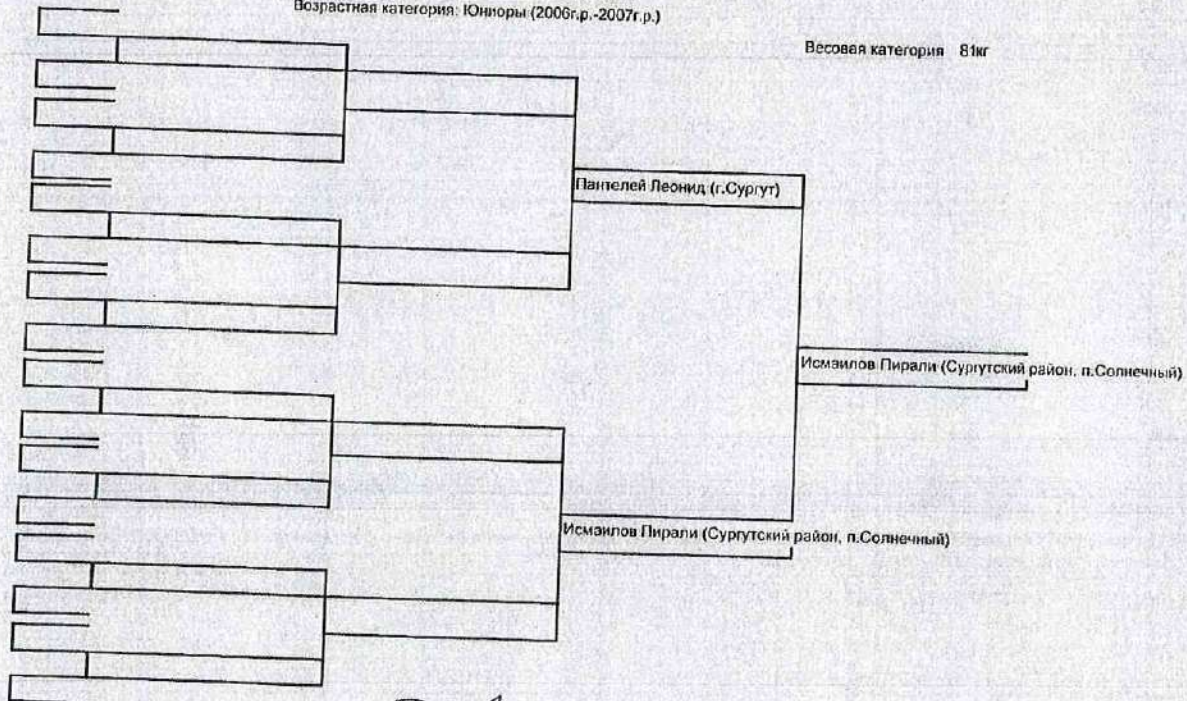 Возрастная категория: Юниоры (2006г.р.-2007г.р.)
Весовая категория 81кг
Пантелей Леонид (г.Сургут)
Исмаилов Пирали (Сургутский район, п.Солнечный)
Исмаилов Пирали (Сургутский район, п.Солнечный)